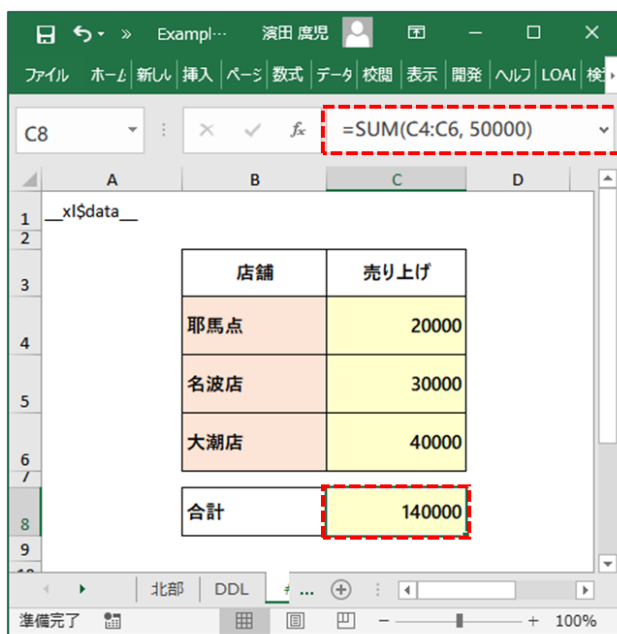 Exampl… 濱田 度児
ファイル ホーム 新しい 挿入 ページ 数式 データ 校閲 表示 開発 ヘルプ LOAI 検
C8 fx =SUM(C4:C6, 50000)
A B C D
1 __xl$data__
2
3 店舗 売り上げ
4 耶馬点 20000
5 名波店 30000
6 大潮店 40000
7
8 合計 140000
9
北部 DDL ...
準備完了 100%